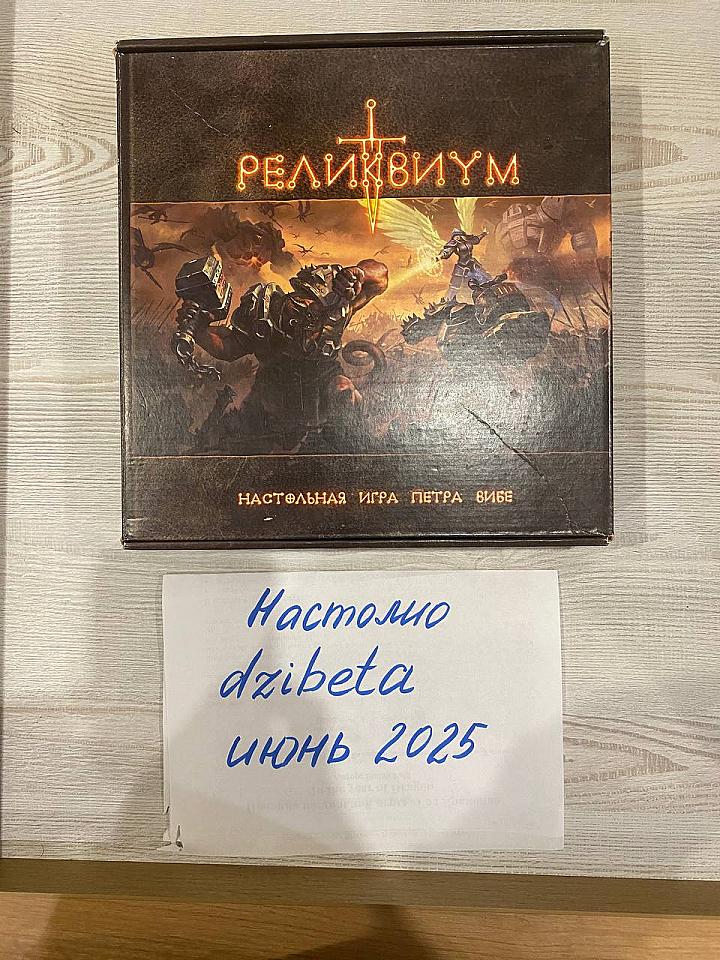 РЕЛИКВИУМ
НАСТОЛЬНАЯ ИГРА ПЕТРА ВИБЕ
Настолио
dzibeta
июнь 2025